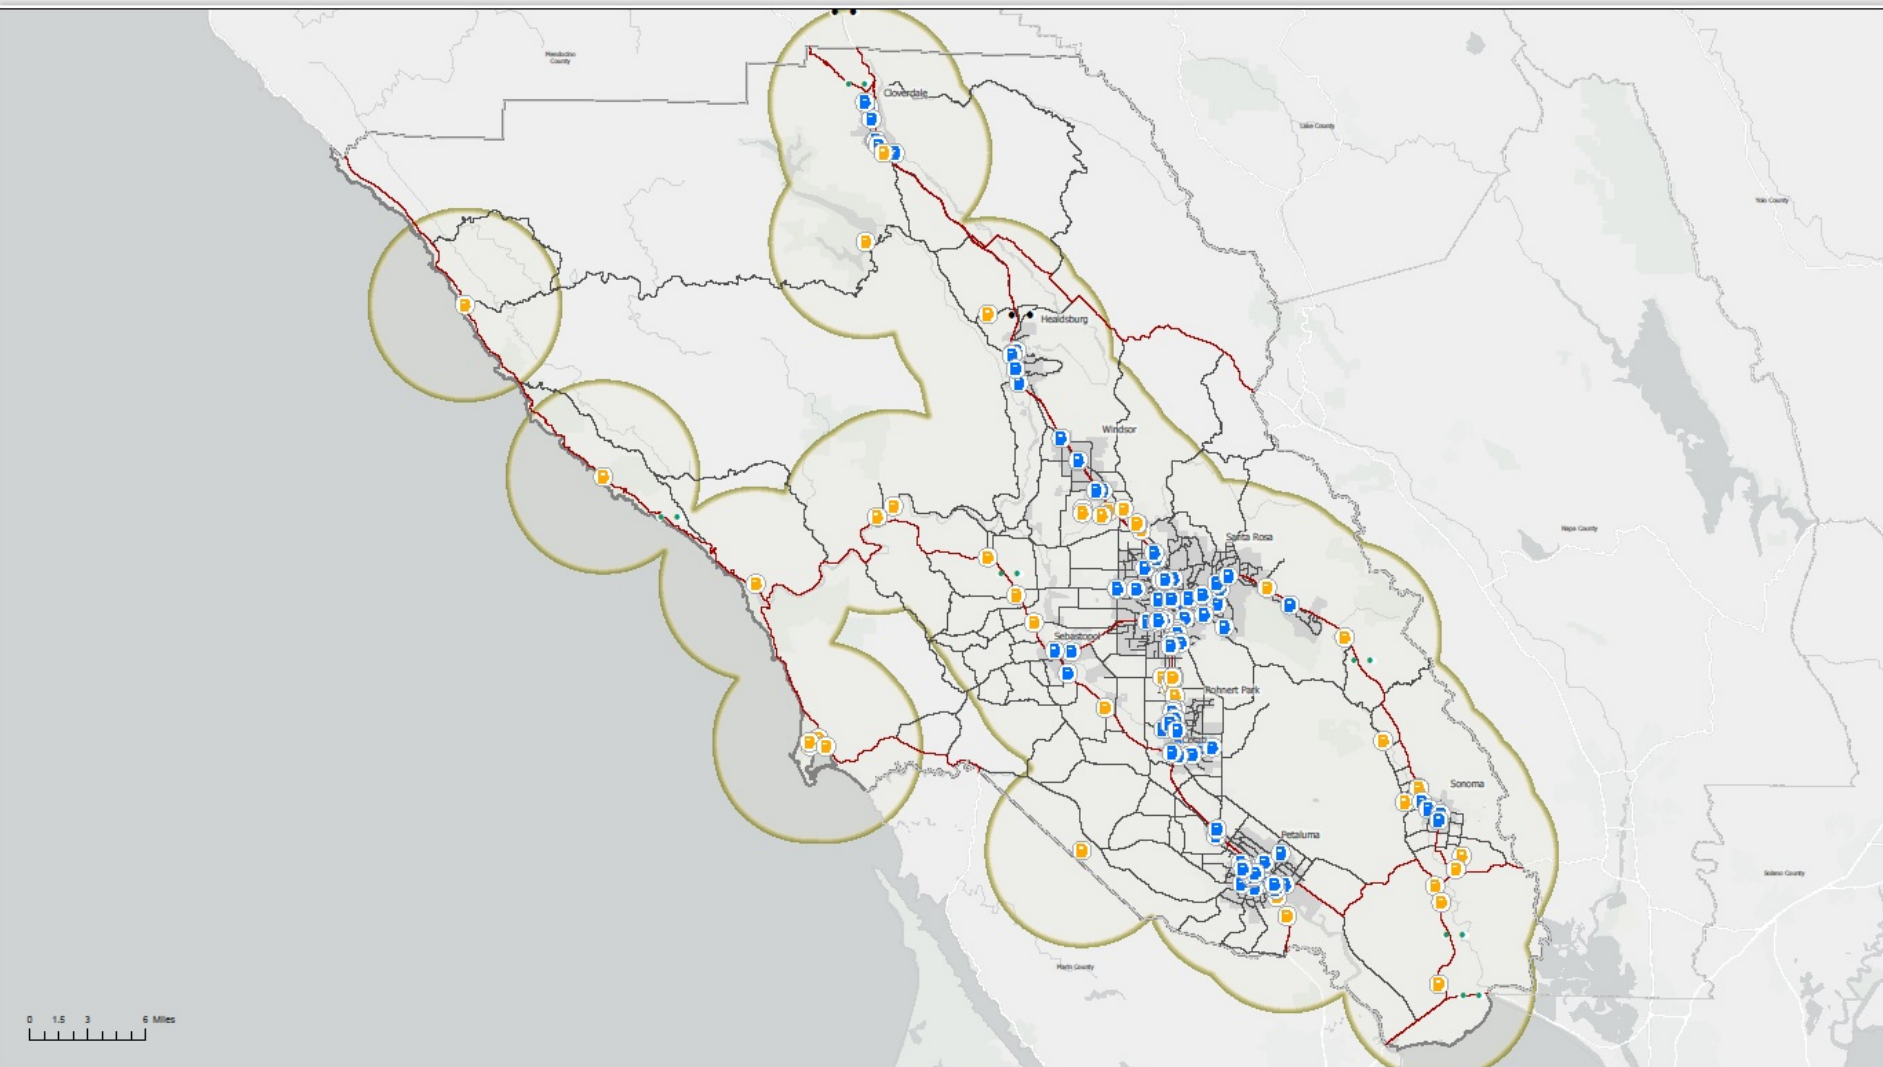 Mendocino
County
Cloverdale
Lake County
Yolo County
Healdsburg
Windsor
Napa County
Santa Rosa
Sebastopol
Rohnert Park
Sonoma
Petaluma
Solano County
Marin County
0 1.5 3 6 Miles